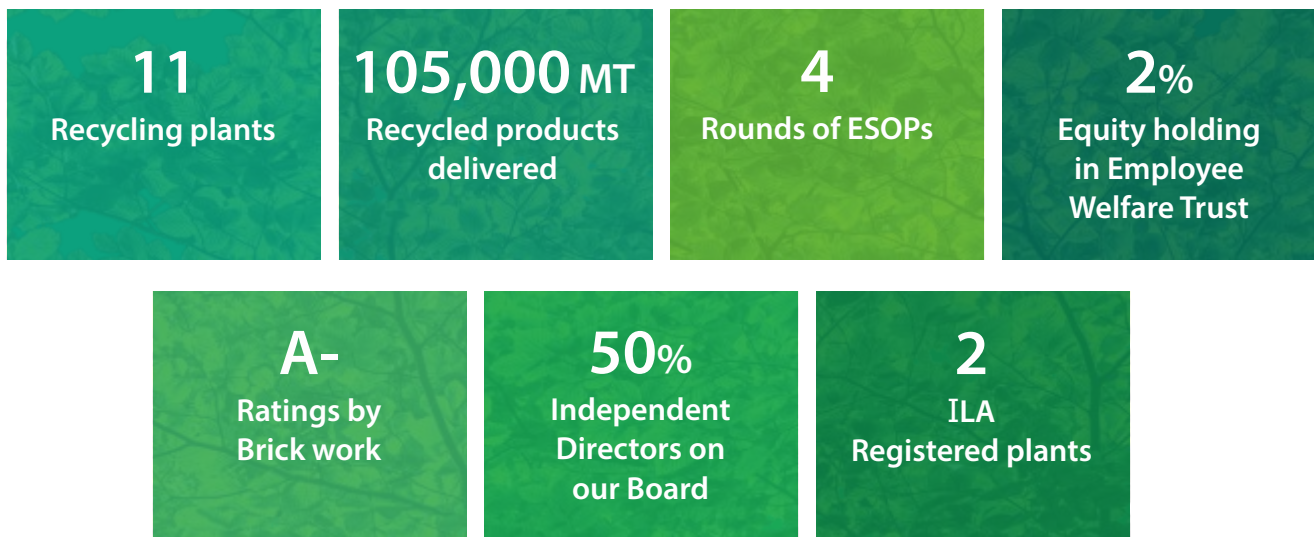 11
Recycling plants
105,000 MT
Recycled products
delivered
4
Rounds of ESOPs
2%
Equity holding
in Employee
Welfare Trust
A-
Ratings by
Brick work
50%
Independent
Directors on
our Board
2
ILA
Registered plants